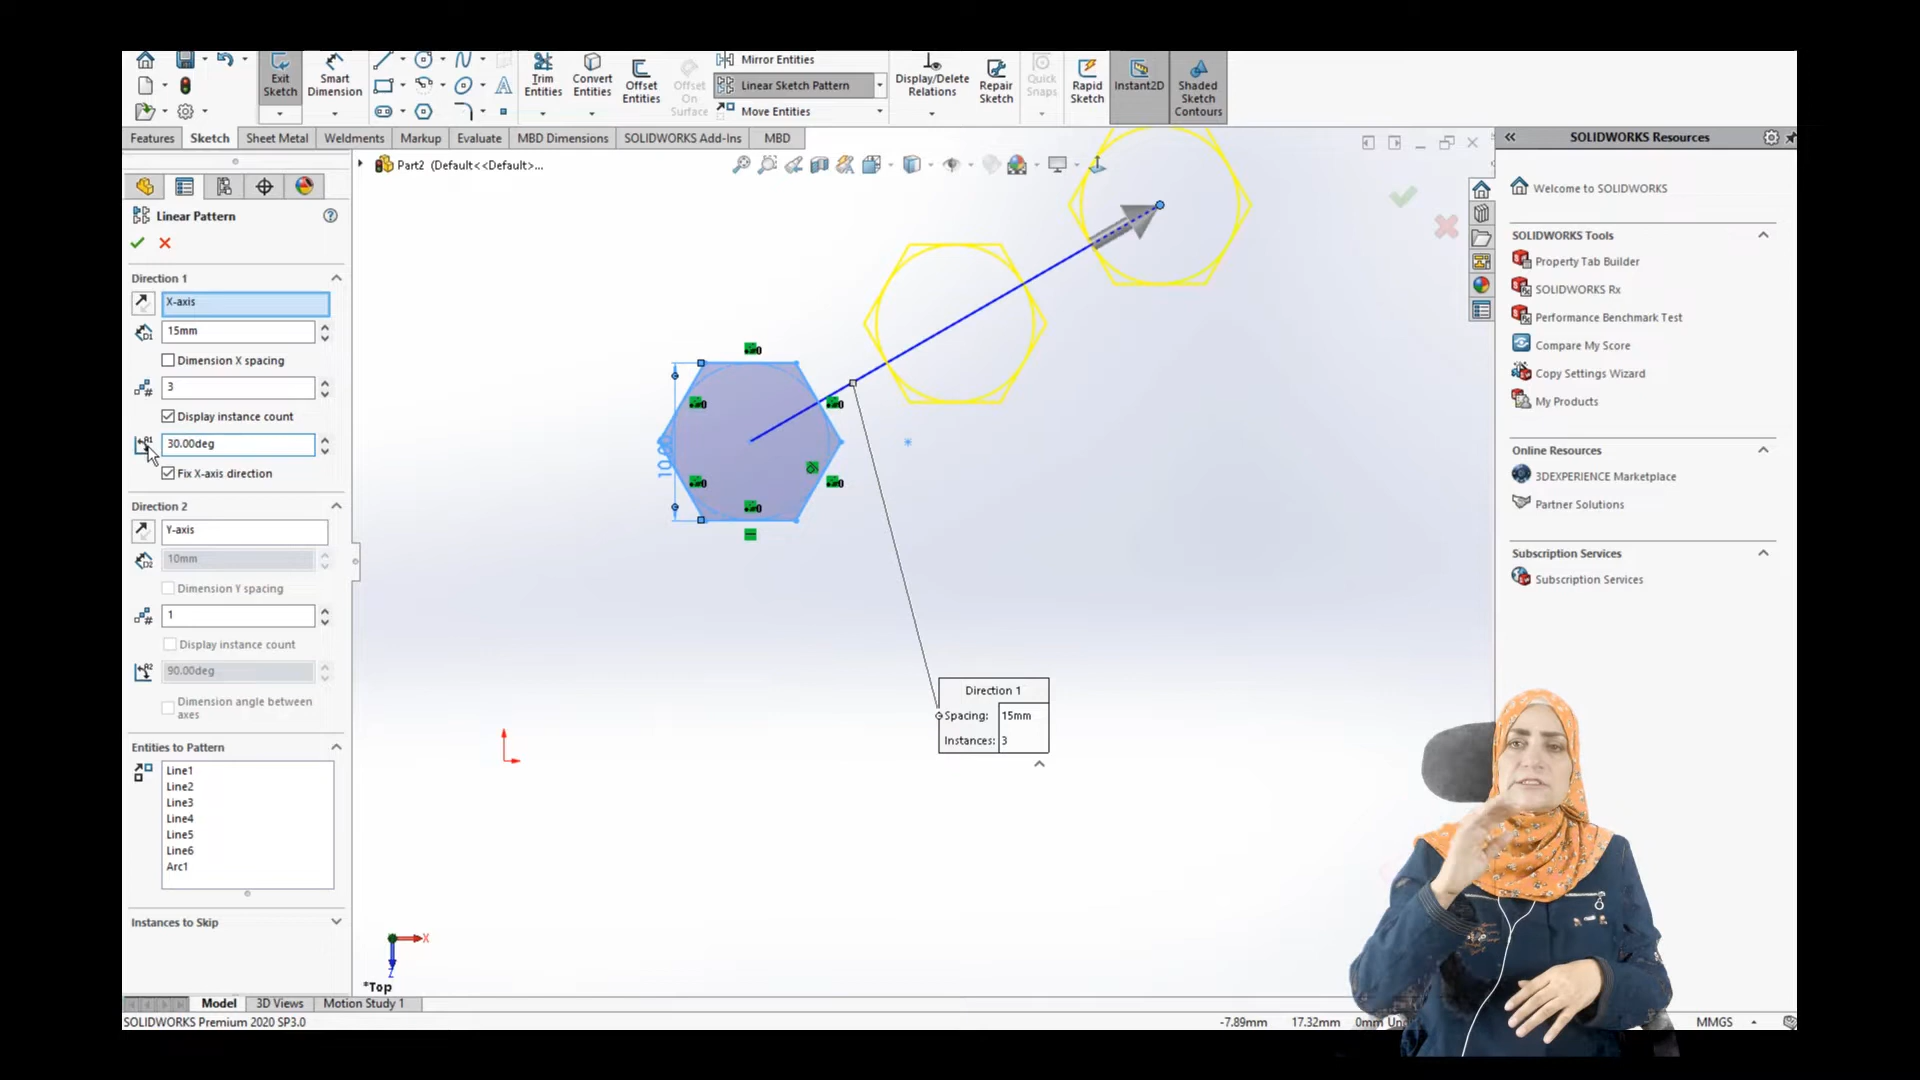 Exit
Sketch
Smart
Dimension
Trim
Entities
Convert
Entities
Offset
Entities
Offset
On
Surface
Mirror Entities
Linear Sketch Pattern
Move Entities
Display/Delete
Relations
Repair
Sketch
Quick
Snaps
Rapid
Sketch
Instant2D
Shaded
Sketch
Contours
Features
Sketch
Sheet Metal
Weldments
Markup
Evaluate
MBD Dimensions
SOLIDWORKS Add-Ins
MBD
Part2 (Default<<Default>...
Linear Pattern
Direction 1
X-axis
15mm
Dimension X spacing
3
Display instance count
30.00deg
Fix X-axis direction
Direction 2
Y-axis
10mm
Dimension Y spacing
1
Display instance count
90.00deg
Dimension angle between
axes
Entities to Pattern
Line1
Line2
Line3
Line4
Line5
Line6
Arc1
Instances to Skip
Direction 1
Spacing: 15mm
Instances: 3
X
Z
*Top
Model
3D Views
Motion Study 1
SOLIDWORKS Premium 2020 SP3.0
-7.89mm
17.32mm
0mm
MMGS
SOLIDWORKS Resources
Welcome to SOLIDWORKS
SOLIDWORKS Tools
Property Tab Builder
SOLIDWORKS Rx
Performance Benchmark Test
Compare My Score
Copy Settings Wizard
My Products
Online Resources
3DEXPERIENCE Marketplace
Partner Solutions
Subscription Services
Subscription Services